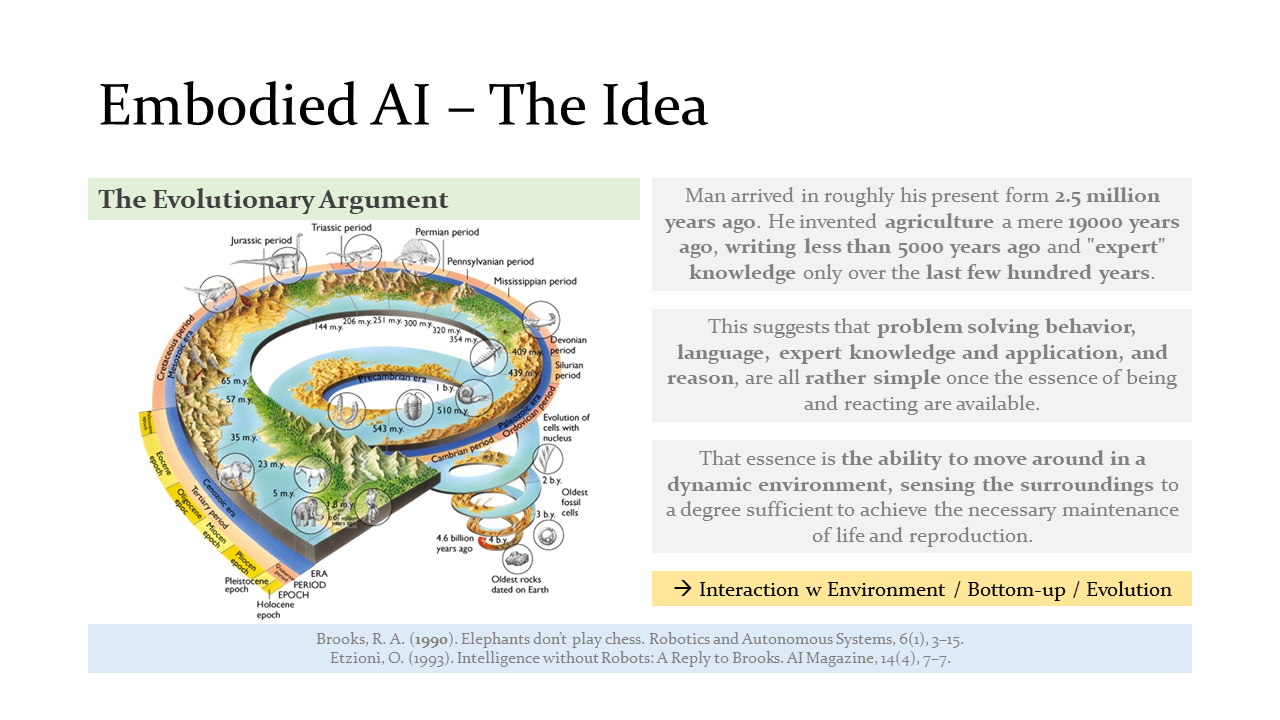 Embodied AI – The Idea
The Evolutionary Argument
Jurassic period
Triassic period
Permian period
Pennsylvanian period
Mississippian period
Devonian
period
Silurian
period
Ordovician period
Paleozoic era
Cambrian period
Precambrian era
Cretaceous period
Mesozoic era
144 m.y.
206 m.y.
251 m.y.
300 m.y.
320 m.y.
354 m.y.
409 m.y.
439 m.y.
1 b.y.
510 m.y.
543 m.y.
65 m.y.
57 m.y.
35 m.y.
23 m.y.
5 m.y.
1.8 m.y.
Eocene
epoch
Cenozoic era
Tertiary period
Pliocen
epoch
Pleistocene
epoch
Holocene
epoch
ERA
PERIOD
EPOCH
Evolution of
cells with
nucleus
2 b.y.
Oldest
fossil
cells
3 b.y.
4 b.y.
4.6 billion
years ago
Oldest rocks
dated on Earth
Man arrived in roughly his present form 2.5 million
years ago. He invented agriculture a mere 19000 years
ago, writing less than 5000 years ago and "expert"
knowledge only over the last few hundred years.
This suggests that problem solving behavior,
language, expert knowledge and application, and
reason, are all rather simple once the essence of being
and reacting are available.
That essence is the ability to move around in a
dynamic environment, sensing the surroundings to
a degree sufficient to achieve the necessary maintenance
of life and reproduction.
→ Interaction w Environment / Bottom-up / Evolution
Brooks, R. A. (1990). Elephants don't play chess. Robotics and Autonomous Systems, 6(1), 3–15.
Etzioni, O. (1993). Intelligence without Robots: A Reply to Brooks. AI Magazine, 14(4), 7–7.